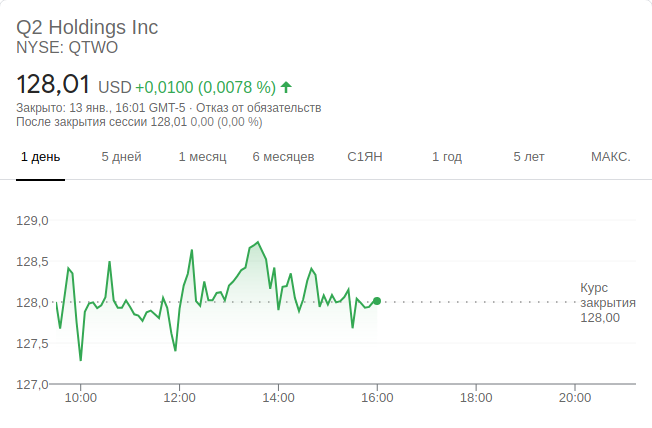 Q2 Holdings Inc
NYSE: QTWO
128,01 USD +0,0100 (0,0078 %)
Закрыто: 13 янв., 16:01 GMT-5 · Отказ от обязательств
После закрытия сессии 128,01 0,00 (0,00 %)
1 день 5 дней 1 месяц 6 месяцев С1ЯН 1 год 5 лет МАКС.
129,0
128,5
128,0
127,5
127,0
Курс
закрытия
128,00
10:00 12:00 14:00 16:00 18:00 20:00